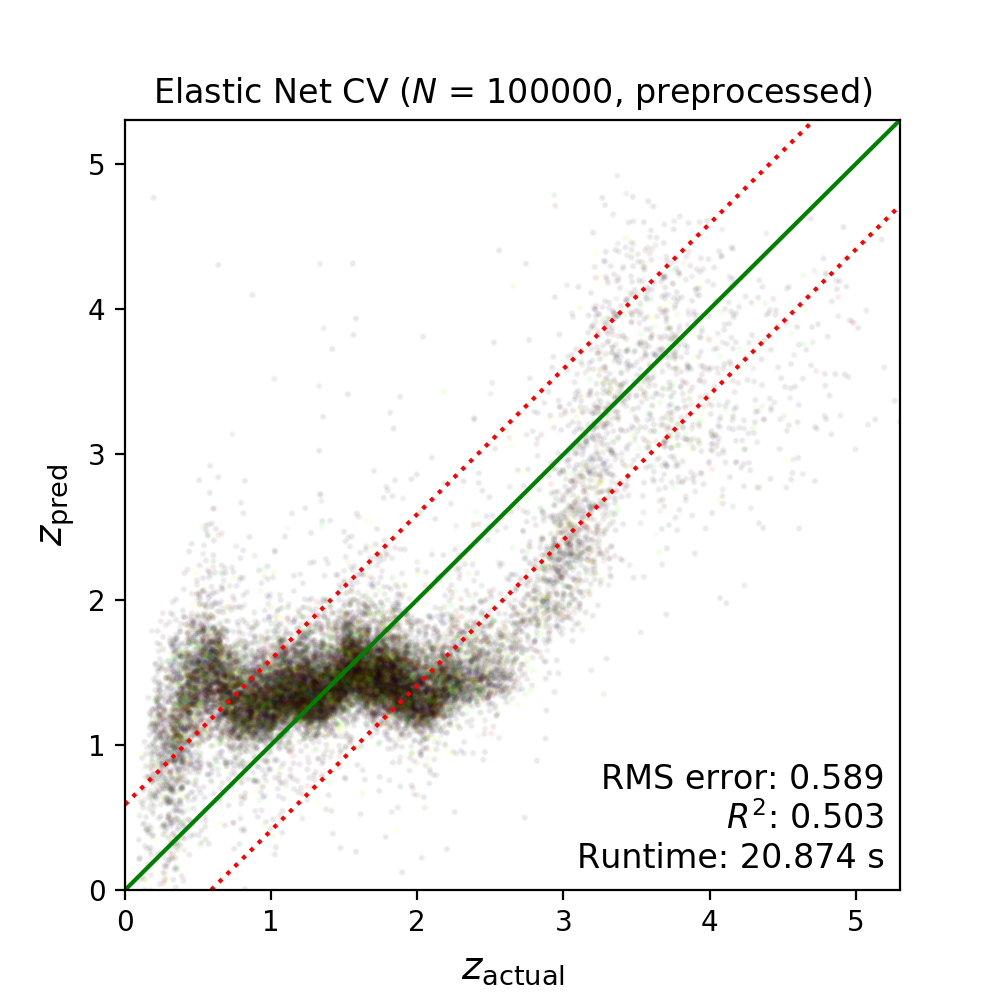 Elastic Net CV (N = 100000, preprocessed)
5
4
3
2
1
0
z_pred
RMS error: 0.589
R²: 0.503
Runtime: 20.874 s
0 1 2 3 4 5
z_actual